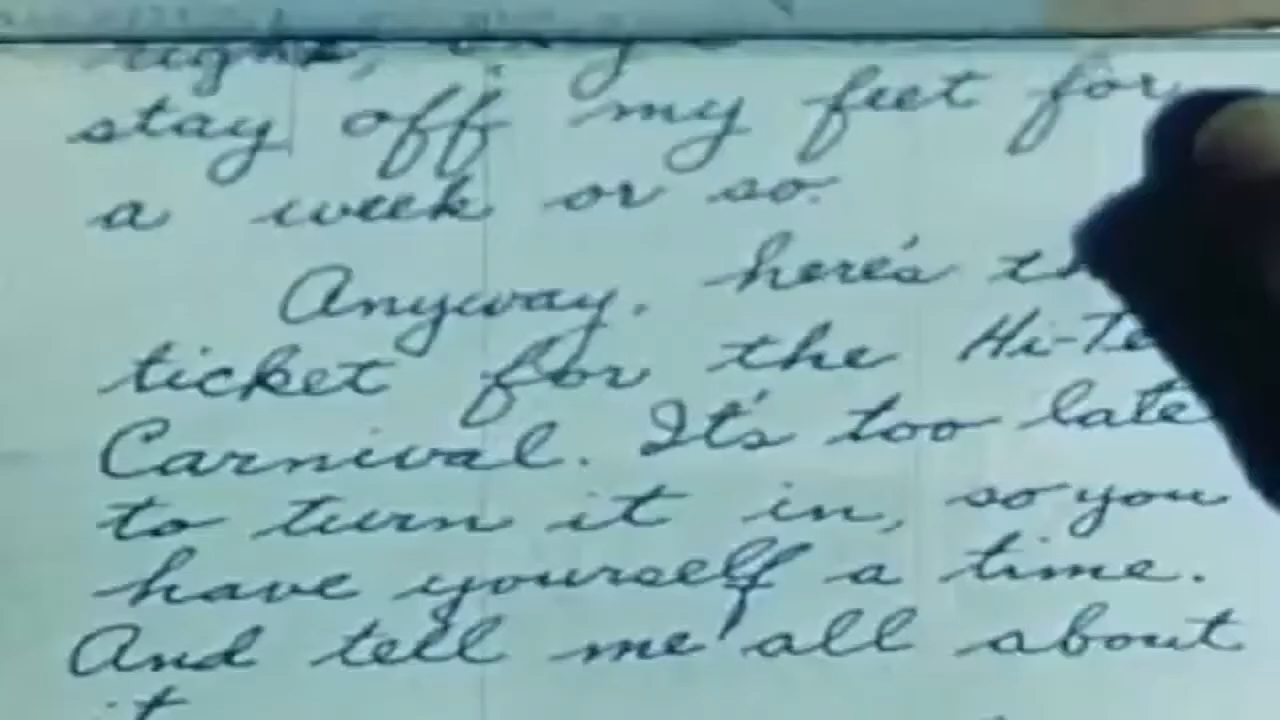 stay off my feet for
a week or so.
Anyway, here's
ticket for the
Carnival. It's too late
to turn it in, so you
have yourself a time.
And tell me all about
it